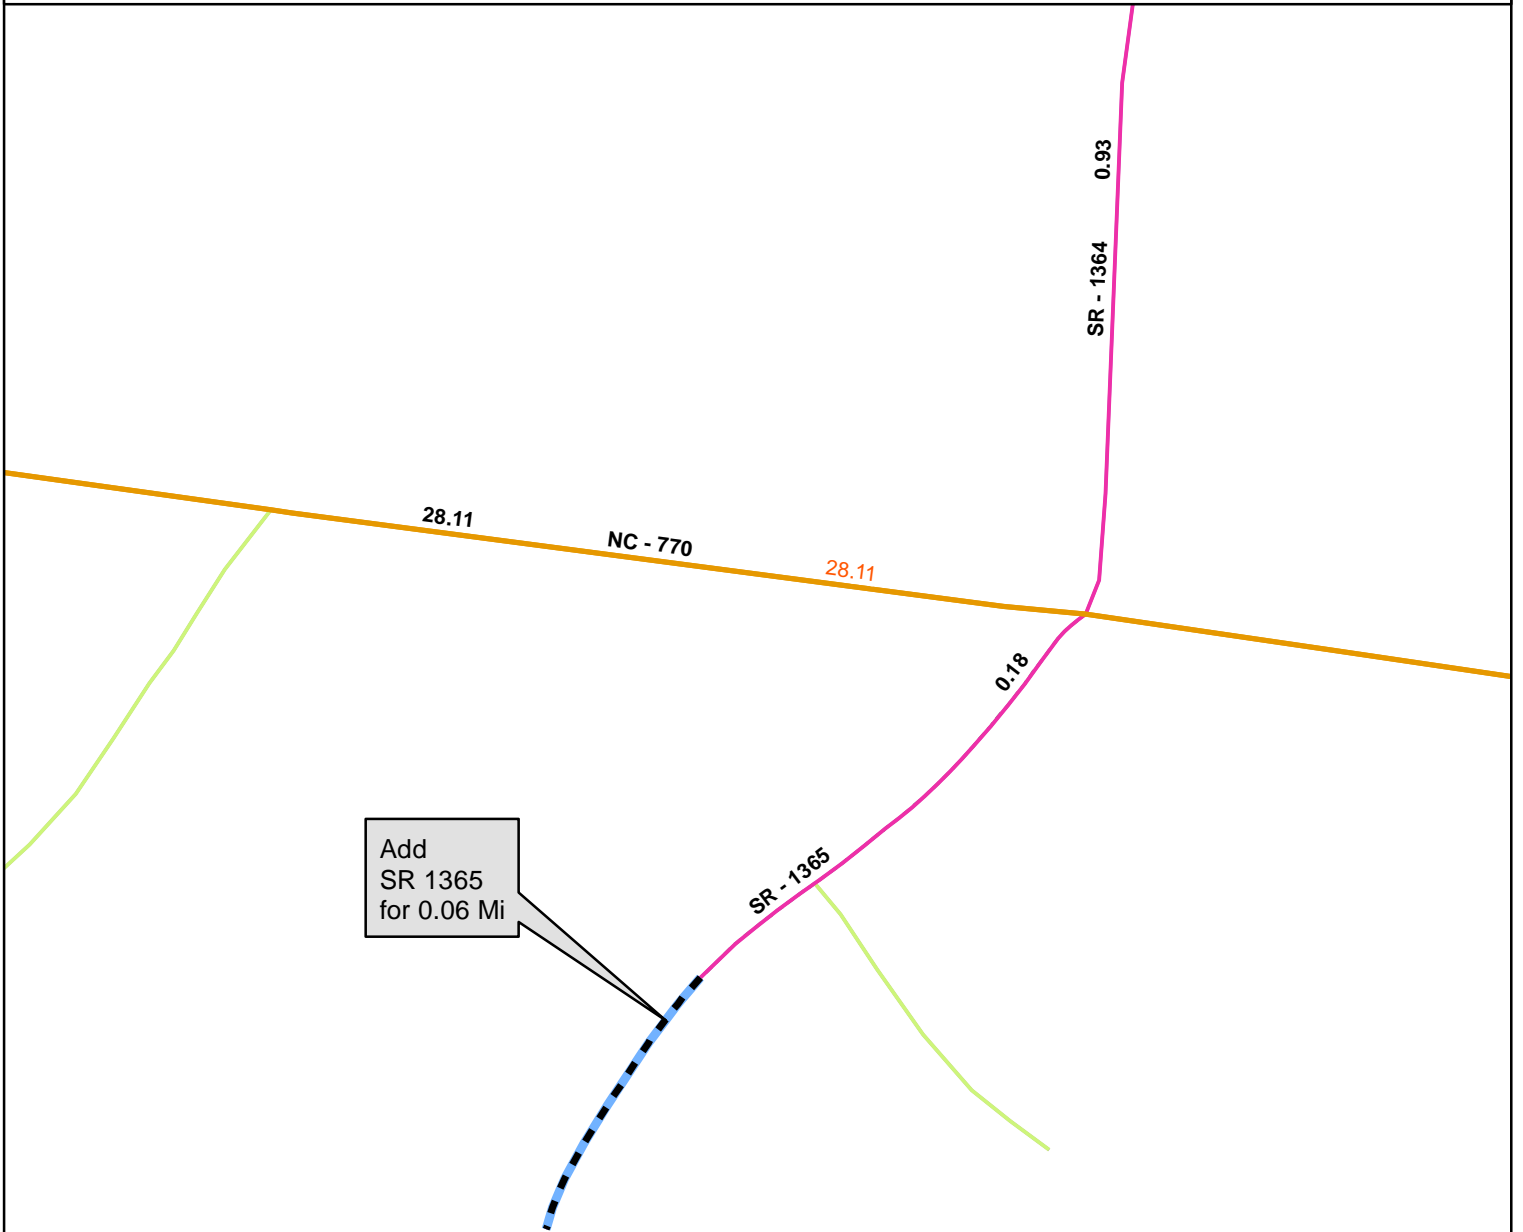 0.93
SR - 1364
28.11
NC - 770
28.11
0.18
SR - 1365
Add
SR 1365
for 0.06 Mi